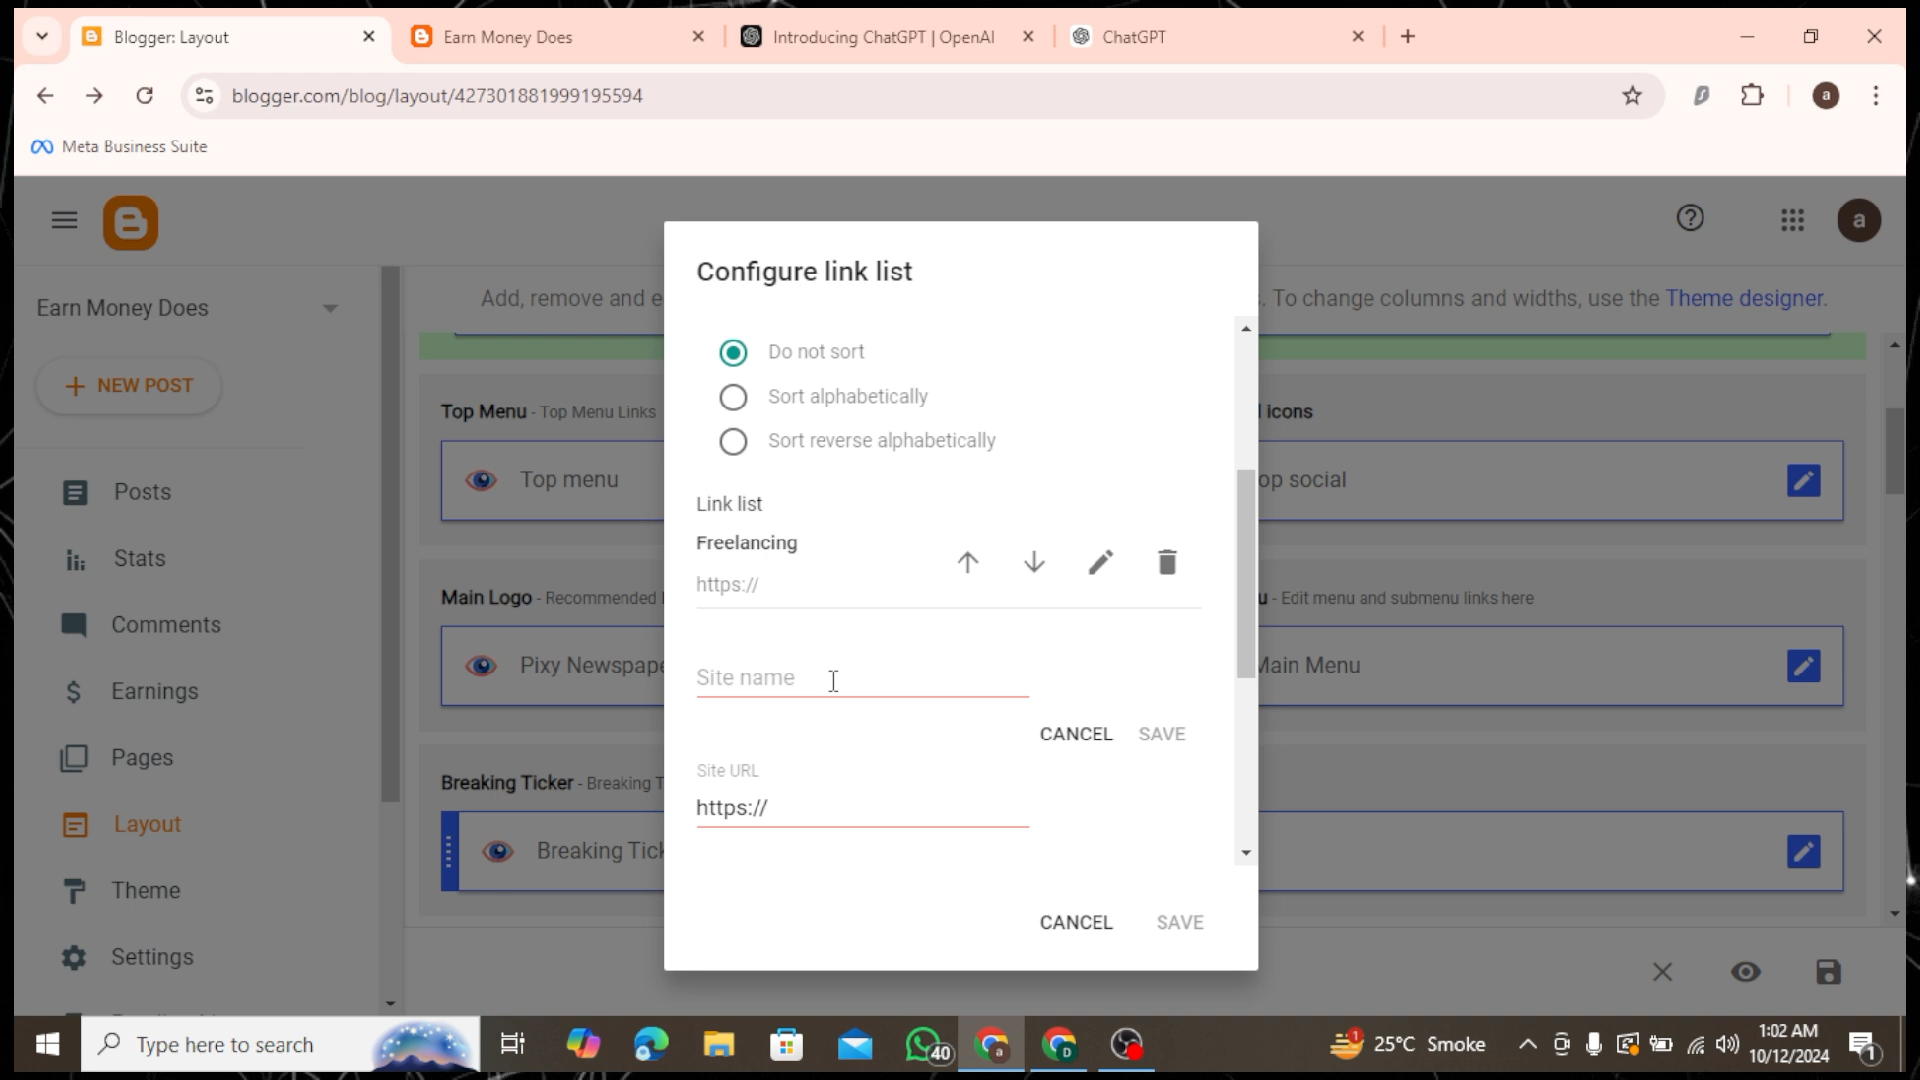 Blogger: Layout
Earn Money Does
Introducing ChatGPT | OpenAI
ChatGPT
blogger.com/blog/layout/427301881999195594
a
Meta Business Suite
a
Earn Money Does
Add, remove and e
. To change columns and widths, use the Theme designer.
NEW POST
Posts
Stats
Comments
Earnings
Pages
Layout
Theme
Settings
Top Menu - Top Menu Links
l icons
Top menu
op social
Main Logo - Recommended
u - Edit menu and submenu links here
Pixy Newspape
Main Menu
Breaking Ticker - Breaking T
Breaking Tick
Configure link list
Do not sort
Sort alphabetically
Sort reverse alphabetically
Link list
Freelancing
https://
Site name
CANCEL SAVE
Site URL
https://
CANCEL SAVE
Type here to search
40
a
D
1
25°C Smoke
1:02 AM
10/12/2024
1